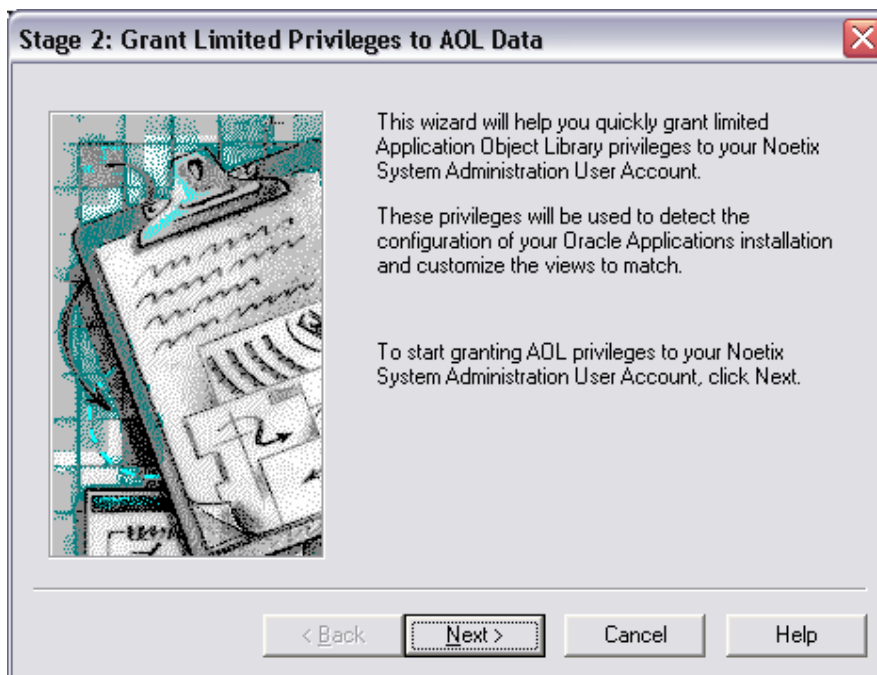 Stage 2: Grant Limited Privileges to AOL Data
This wizard will help you quickly grant limited
Application Object Library privileges to your Noetix
System Administration User Account.
These privileges will be used to detect the
configuration of your Oracle Applications installation
and customize the views to match.
To start granting AOL privileges to your Noetix
System Administration User Account, click Next.
< Back
Next >
Cancel
Help